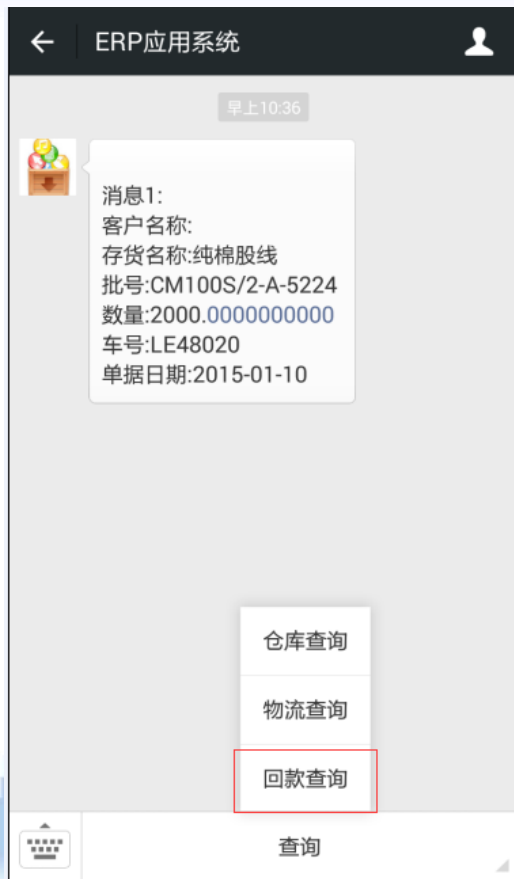 ERP应用系统
早上10:36
消息1:
客户名称:
存货名称:纯棉股线
批号:CM100S/2-A-5224
数量:2000.0000000000
车号:LE48020
单据日期:2015-01-10
仓库查询
物流查询
回款查询
查询